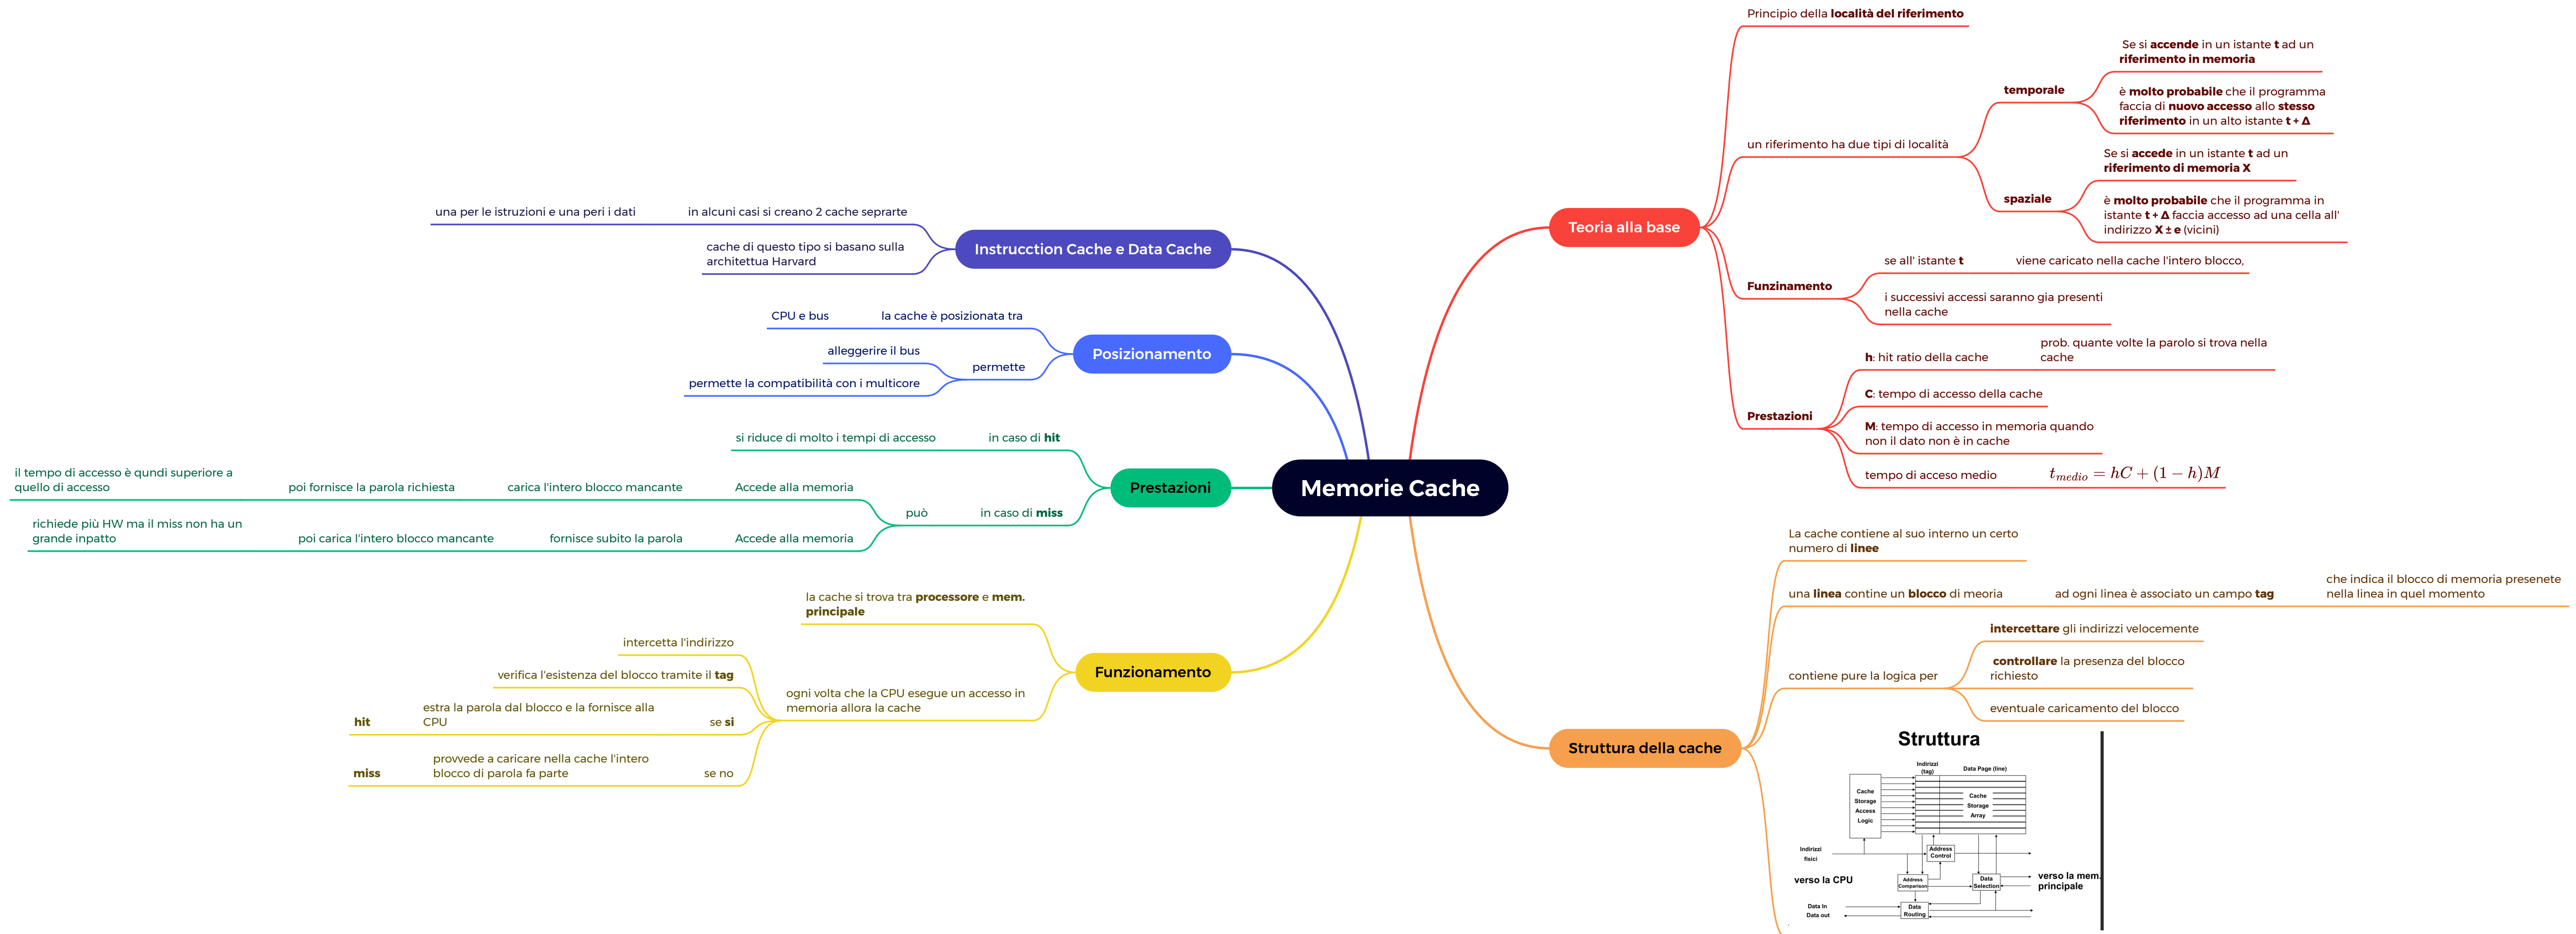 Memorie Cache
Teoria alla base
Principio della località del riferimento
un riferimento ha due tipi di località
temporale
Se si accende in un istante t ad un
riferimento in memoria
è molto probabile che il programma
faccia di nuovo accesso allo stesso
riferimento in un alto istante t + Δ
spaziale
Se si accede in un istante t ad un
riferimento di memoria X
è molto probabile che il programma in
istante t + Δ faccia accesso ad una cella all'
indirizzo X ± e (vicini)
Funzinamento
se all' istante t
viene caricato nella cache l'intero blocco,
i successivi accessi saranno gia presenti
nella cache
Prestazioni
h: hit ratio della cache
prob. quante volte la parolo si trova nella
cache
C: tempo di accesso della cache
M: tempo di accesso in memoria quando
non il dato non è in cache
tempo di acceso medio
t_medio = hC + (1 − h)M
Struttura della cache
La cache contiene al suo interno un certo
numero di linee
una linea contine un blocco di meoria
ad ogni linea è associato un campo tag
che indica il blocco di memoria presenete
nella linea in quel momento
contiene pure la logica per
intercettare gli indirizzi velocemente
controllare la presenza del blocco
richiesto
eventuale caricamento del blocco
Struttura
Indirizzi
(tag)
Data Page (line)
Cache
Storage
Access
Logic
Cache
Storage
Array
Indirizzi
fisici
Address
Control
verso la CPU
Address
Comparison
Data
Selection
verso la mem.
principale
Data In
Data out
Data
Routing
Instrucction Cache e Data Cache
in alcuni casi si creano 2 cache seprarte
una per le istruzioni e una peri i dati
cache di questo tipo si basano sulla
architettua Harvard
Posizionamento
la cache è posizionata tra
CPU e bus
permette
alleggerire il bus
permette la compatibilità con i multicore
Prestazioni
in caso di hit
si riduce di molto i tempi di accesso
in caso di miss
può
Accede alla memoria
carica l'intero blocco mancante
poi fornisce la parola richiesta
il tempo di accesso è qundi superiore a
quello di accesso
Accede alla memoria
fornisce subito la parola
poi carica l'intero blocco mancante
richiede più HW ma il miss non ha un
grande inpatto
Funzionamento
la cache si trova tra processore e mem.
principale
ogni volta che la CPU esegue un accesso in
memoria allora la cache
intercetta l'indirizzo
verifica l'esistenza del blocco tramite il tag
se si
estra la parola dal blocco e la fornisce alla
CPU
hit
se no
provvede a caricare nella cache l'intero
blocco di parola fa parte
miss